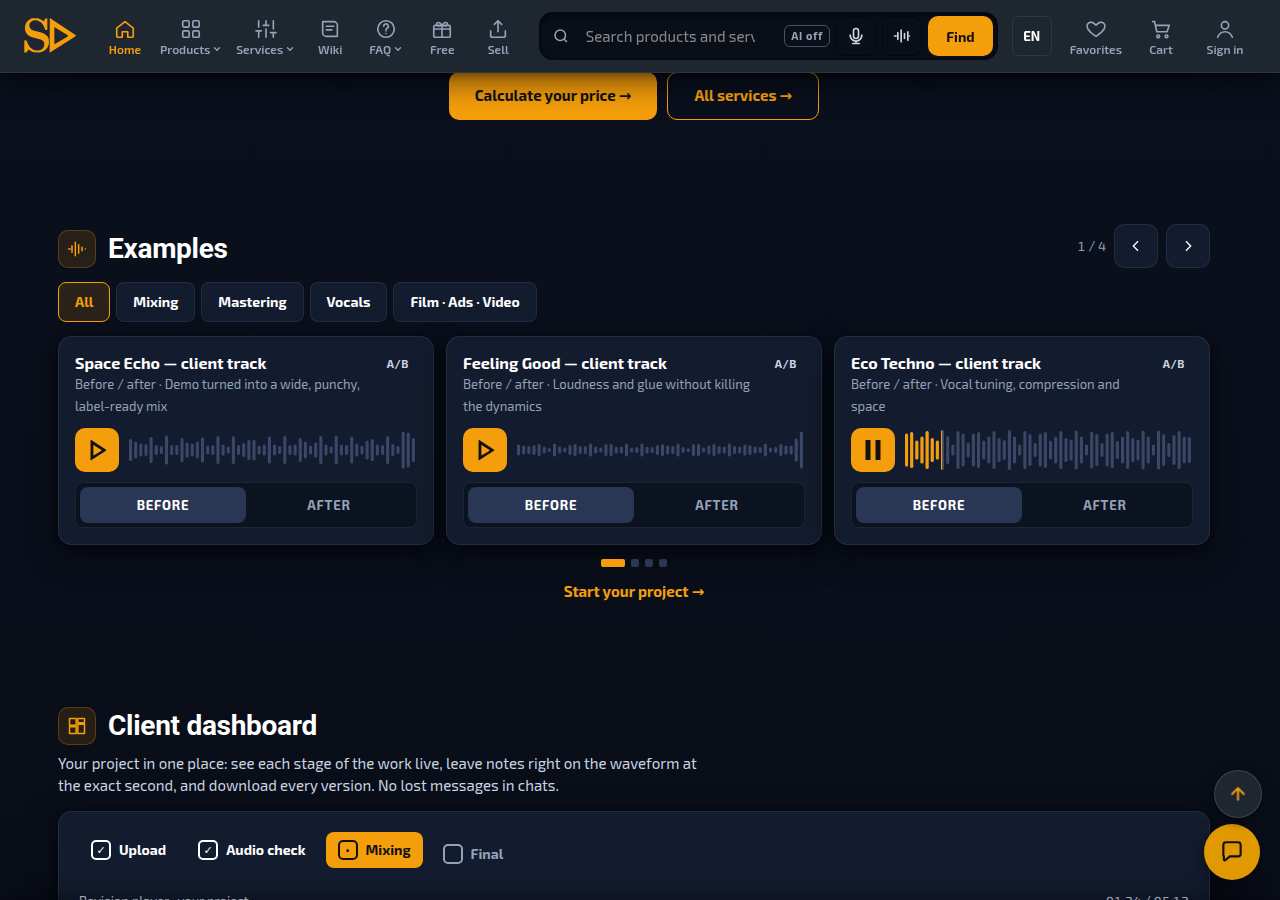 SD
Home
Products
Services
Wiki
FAQ
Free
Sell
Search products and serv
AI off
Find
EN
Favorites
Cart
Sign in
Calculate your price →
All services →
Examples
1 / 4
All
Mixing
Mastering
Vocals
Film · Ads · Video
Space Echo — client track
A/B
Before / after · Demo turned into a wide, punchy,
label-ready mix
BEFORE
AFTER
Feeling Good — client track
A/B
Before / after · Loudness and glue without killing
the dynamics
BEFORE
AFTER
Eco Techno — client track
A/B
Before / after · Vocal tuning, compression and
space
BEFORE
AFTER
Start your project →
Client dashboard
Your project in one place: see each stage of the work live, leave notes right on the waveform at
the exact second, and download every version. No lost messages in chats.
Upload
Audio check
Mixing
Final